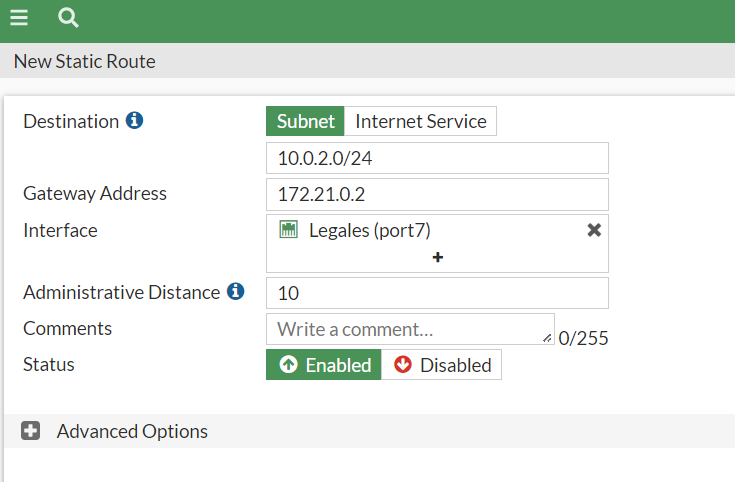 New Static Route
Destination
Subnet Internet Service
10.0.2.0/24
Gateway Address 172.21.0.2
Interface Legales (port7)
Administrative Distance 10
Comments Write a comment... 0/255
Status Enabled Disabled
Advanced Options